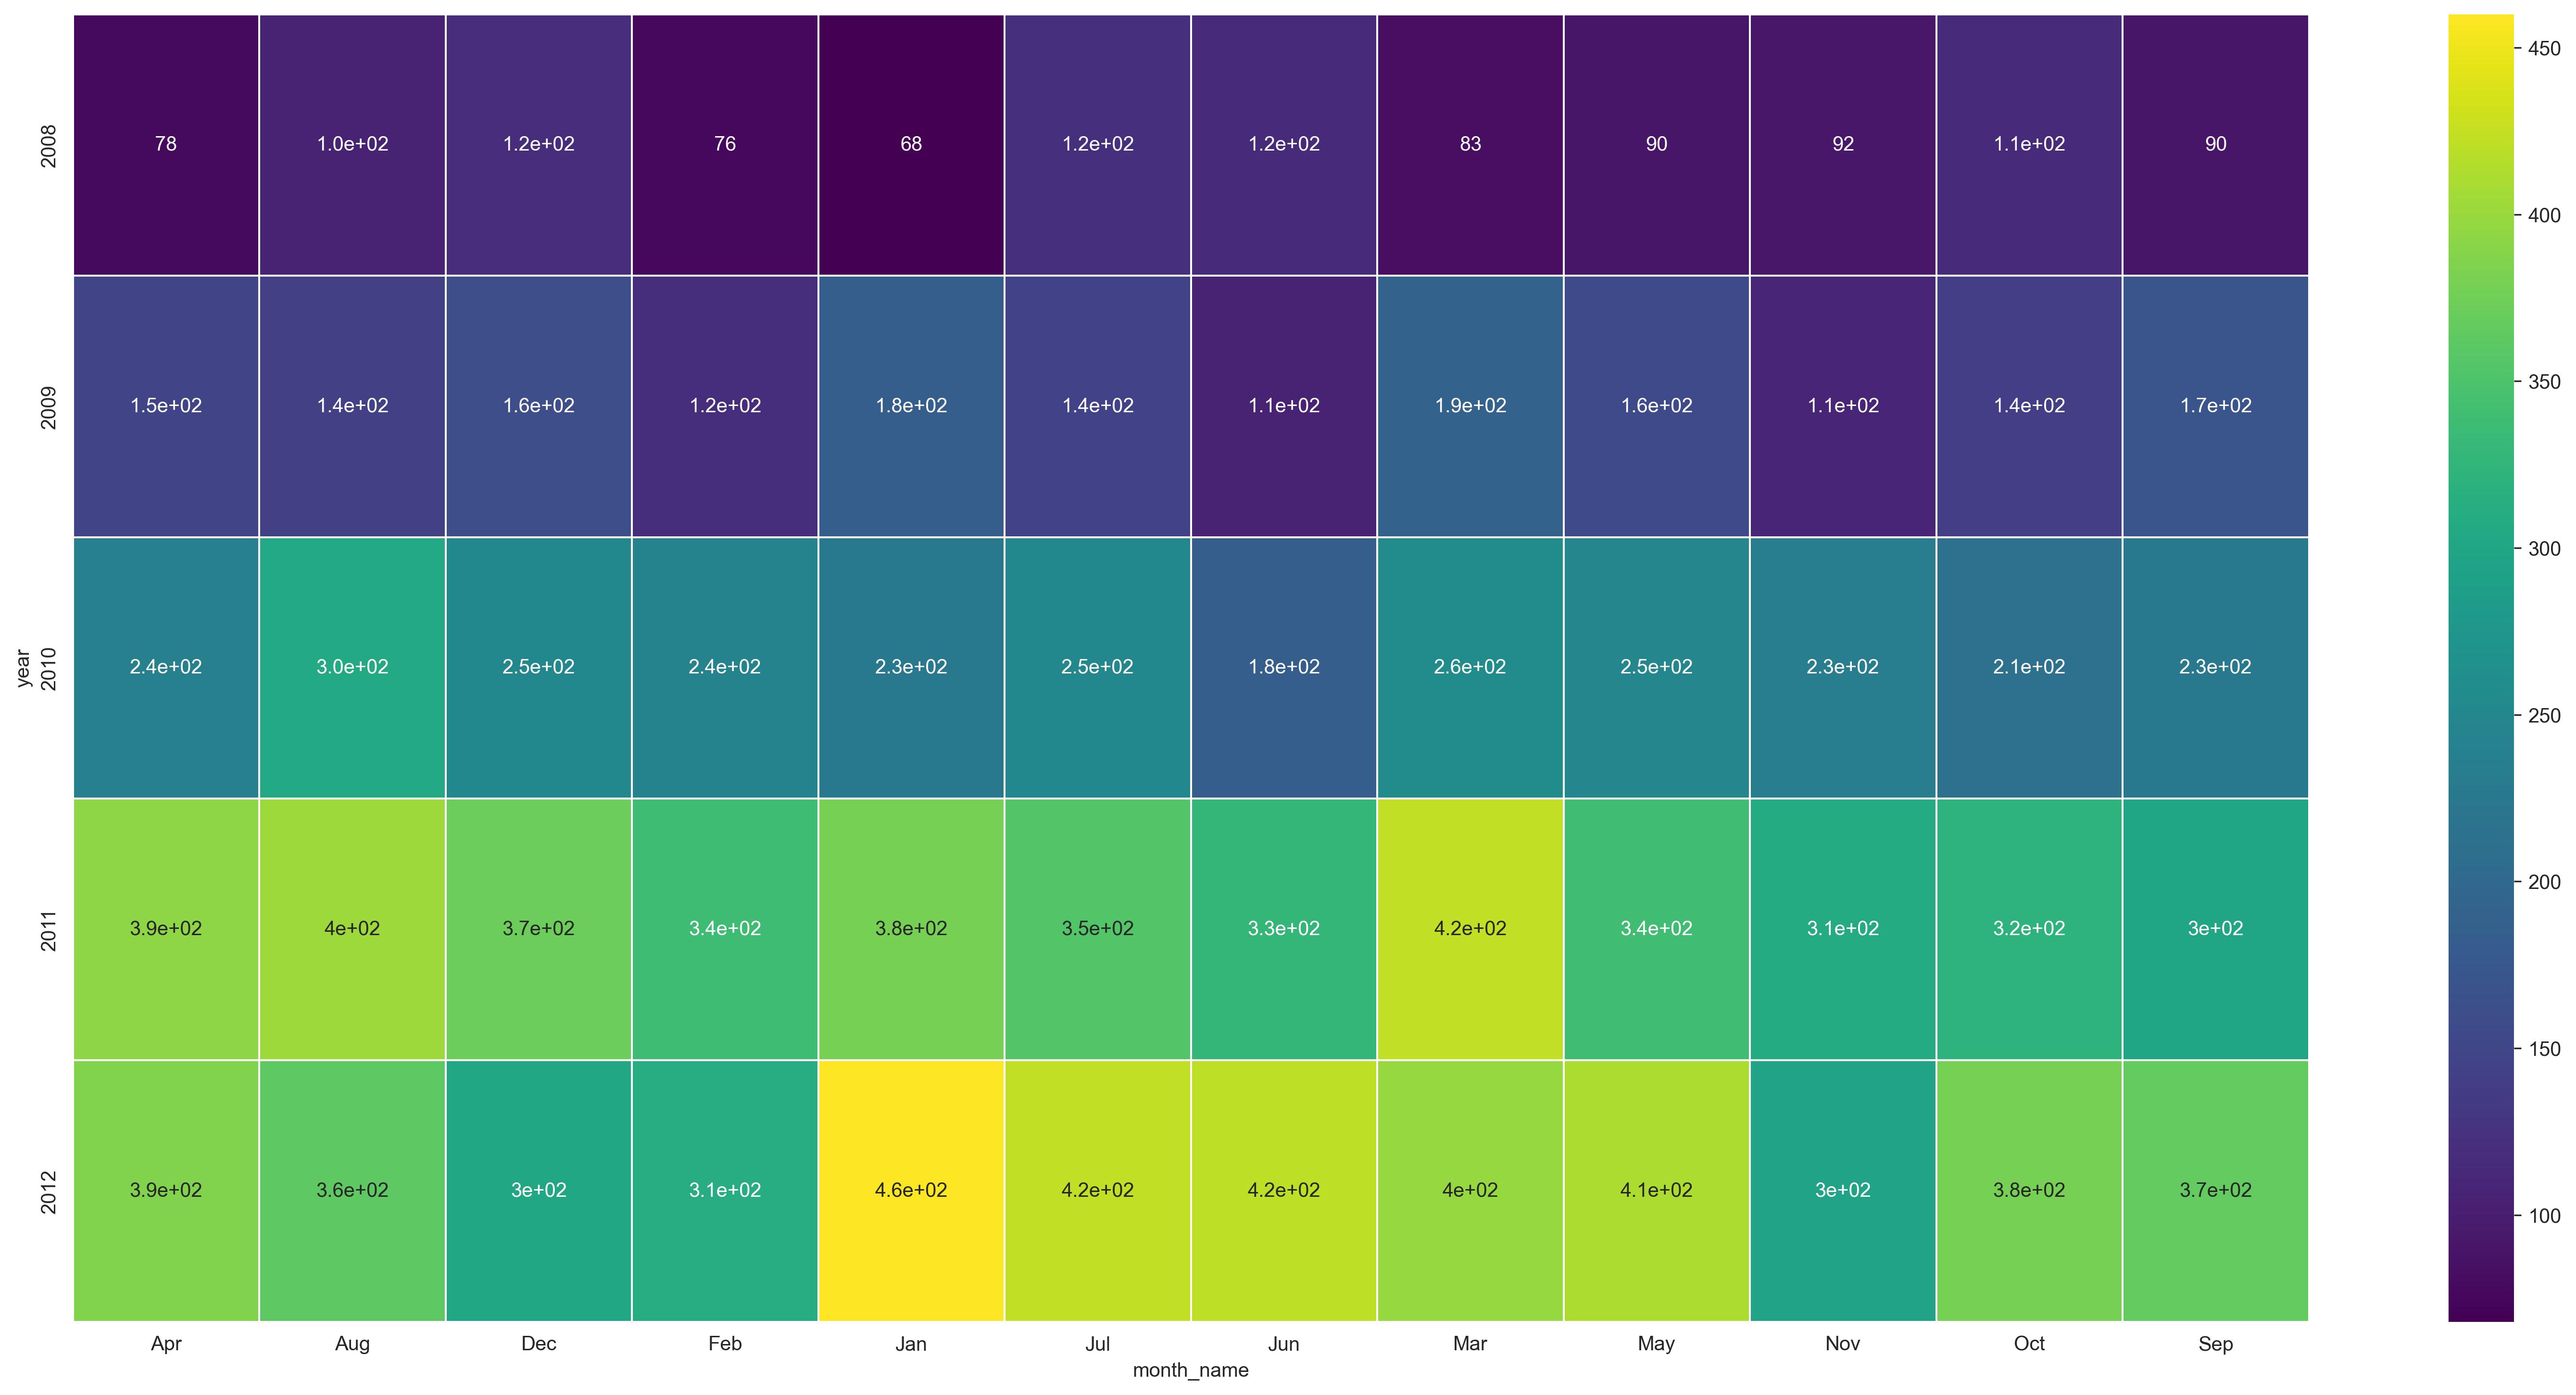 2008 78 1.0e+02 1.2e+02 76 68 1.2e+02 1.2e+02 83 90 92 1.1e+02 90
2009 1.5e+02 1.4e+02 1.6e+02 1.2e+02 1.8e+02 1.4e+02 1.1e+02 1.9e+02 1.6e+02 1.1e+02 1.4e+02 1.7e+02
year
2010 2.4e+02 3.0e+02 2.5e+02 2.4e+02 2.3e+02 2.5e+02 1.8e+02 2.6e+02 2.5e+02 2.3e+02 2.1e+02 2.3e+02
2011 3.9e+02 4e+02 3.7e+02 3.4e+02 3.8e+02 3.5e+02 3.3e+02 4.2e+02 3.4e+02 3.1e+02 3.2e+02 3e+02
2012 3.9e+02 3.6e+02 3e+02 3.1e+02 4.6e+02 4.2e+02 4.2e+02 4e+02 4.1e+02 3e+02 3.8e+02 3.7e+02
Apr Aug Dec Feb Jan Jul Jun Mar May Nov Oct Sep
month_name
450
400
350
300
250
200
150
100